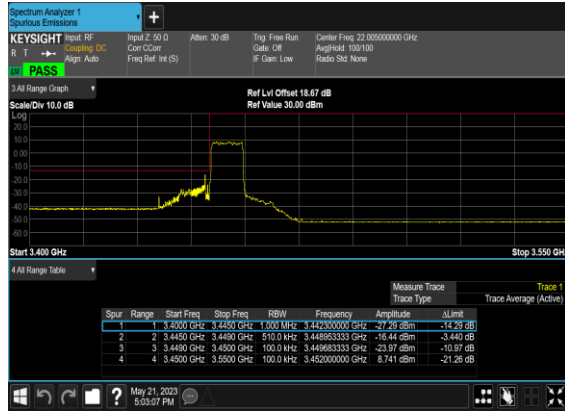 Spectrum Analyzer 1
Spurious Emissions
+
KEYSIGHT Input: RF Input Z: 50 Ω Atten: 30 dB Trig: Free Run Center Freq: 22.005000000 GHz
R T Coupling: DC Corr CCorr Gate: Off Avg|Hold: 100/100
Align: Auto Freq Ref: Int (S) IF Gain: Low Radio Std: None
PASS
3 All Range Graph Ref Lvl Offset 18.67 dB
Scale/Div 10.0 dB Ref Value 30.00 dBm
Log
20.0
10.0
0.00
-10.0
-20.0
-30.0
-40.0
-50.0
-60.0
Start 3.400 GHz Stop 3.550 GHz
4 All Range Table
Measure Trace Trace 1
Trace Type Trace Average (Active)
Spur Range Start Freq Stop Freq RBW Frequency Amplitude ΔLimit
1 1 3.4000 GHz 3.4450 GHz 1.000 MHz 3.442300000 GHz -27.29 dBm -14.29 dB
2 2 3.4450 GHz 3.4490 GHz 510.0 kHz 3.448953333 GHz -16.44 dBm -3.440 dB
3 3 3.4490 GHz 3.4500 GHz 100.0 kHz 3.449683333 GHz -23.97 dBm -10.97 dB
4 4 3.4500 GHz 3.5500 GHz 100.0 kHz 3.452000000 GHz 8.741 dBm -21.26 dB
? May 21, 2023
5:03:07 PM